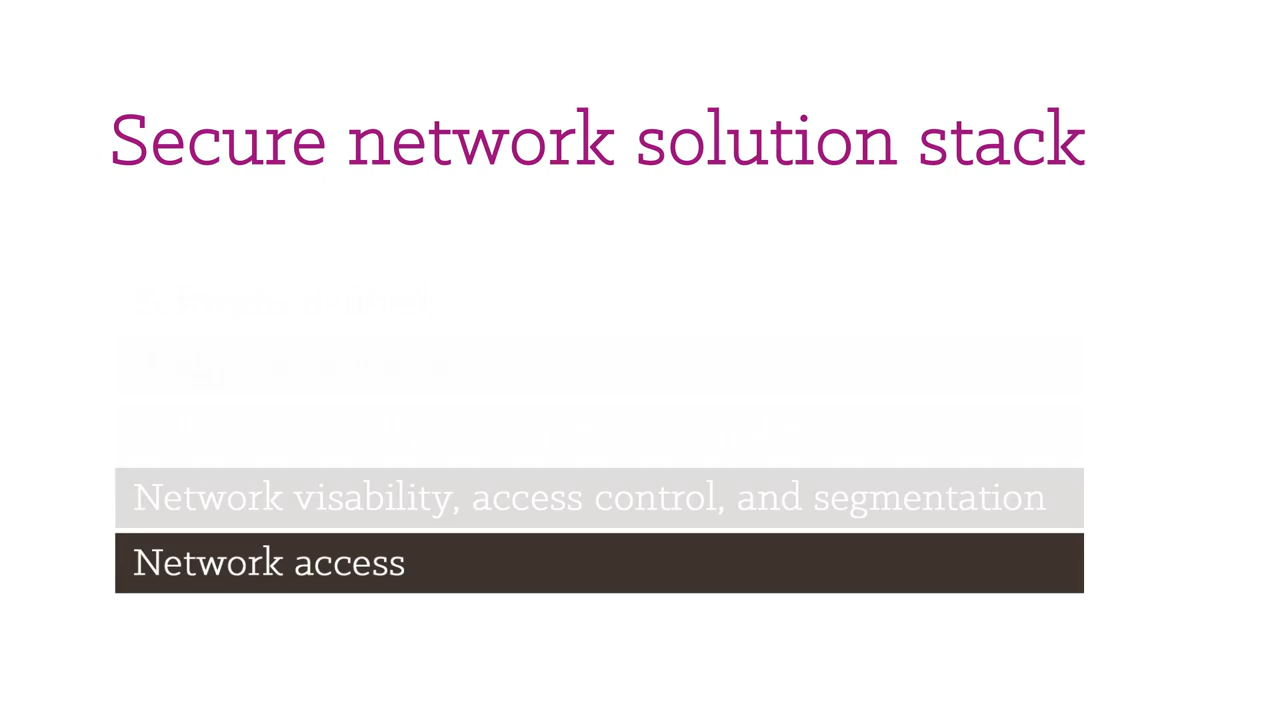 Secure network solution stack
Network visability, access control, and segmentation
Network access